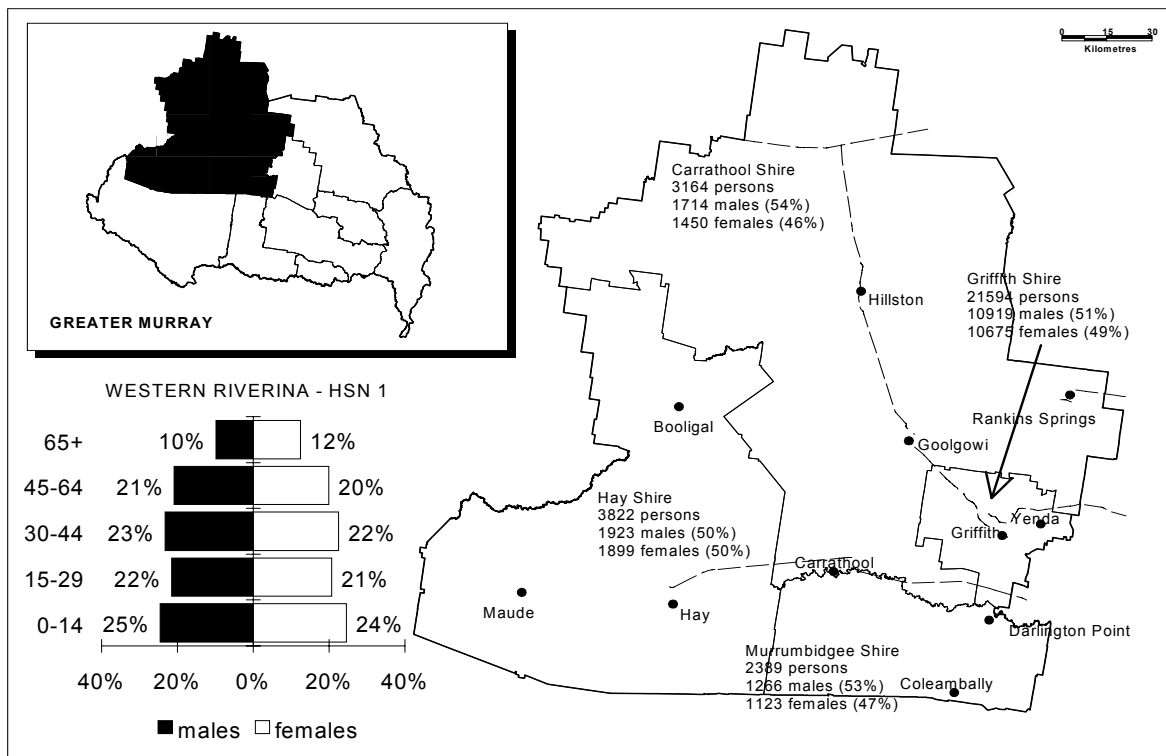 0 15 30
Kilometres
GREATER MURRAY
Carrathool Shire
3164 persons
1714 males (54%)
1450 females (46%)
Griffith Shire
21594 persons
10919 males (51%)
10675 females (49%)
Hillston
Rankins Springs
Booligal
Goolgowi
Hay Shire
3822 persons
1923 males (50%)
1899 females (50%)
Yenda
Griffith
Carrathool
Maude
Hay
Darlington Point
Murrumbidgee Shire
2389 persons
1266 males (53%)
1123 females (47%)
Coleambally
WESTERN RIVERINA - HSN 1
65+ 10% 12%
45-64 21% 20%
30-44 23% 22%
15-29 22% 21%
0-14 25% 24%
40% 20% 0% 20% 40%
males females